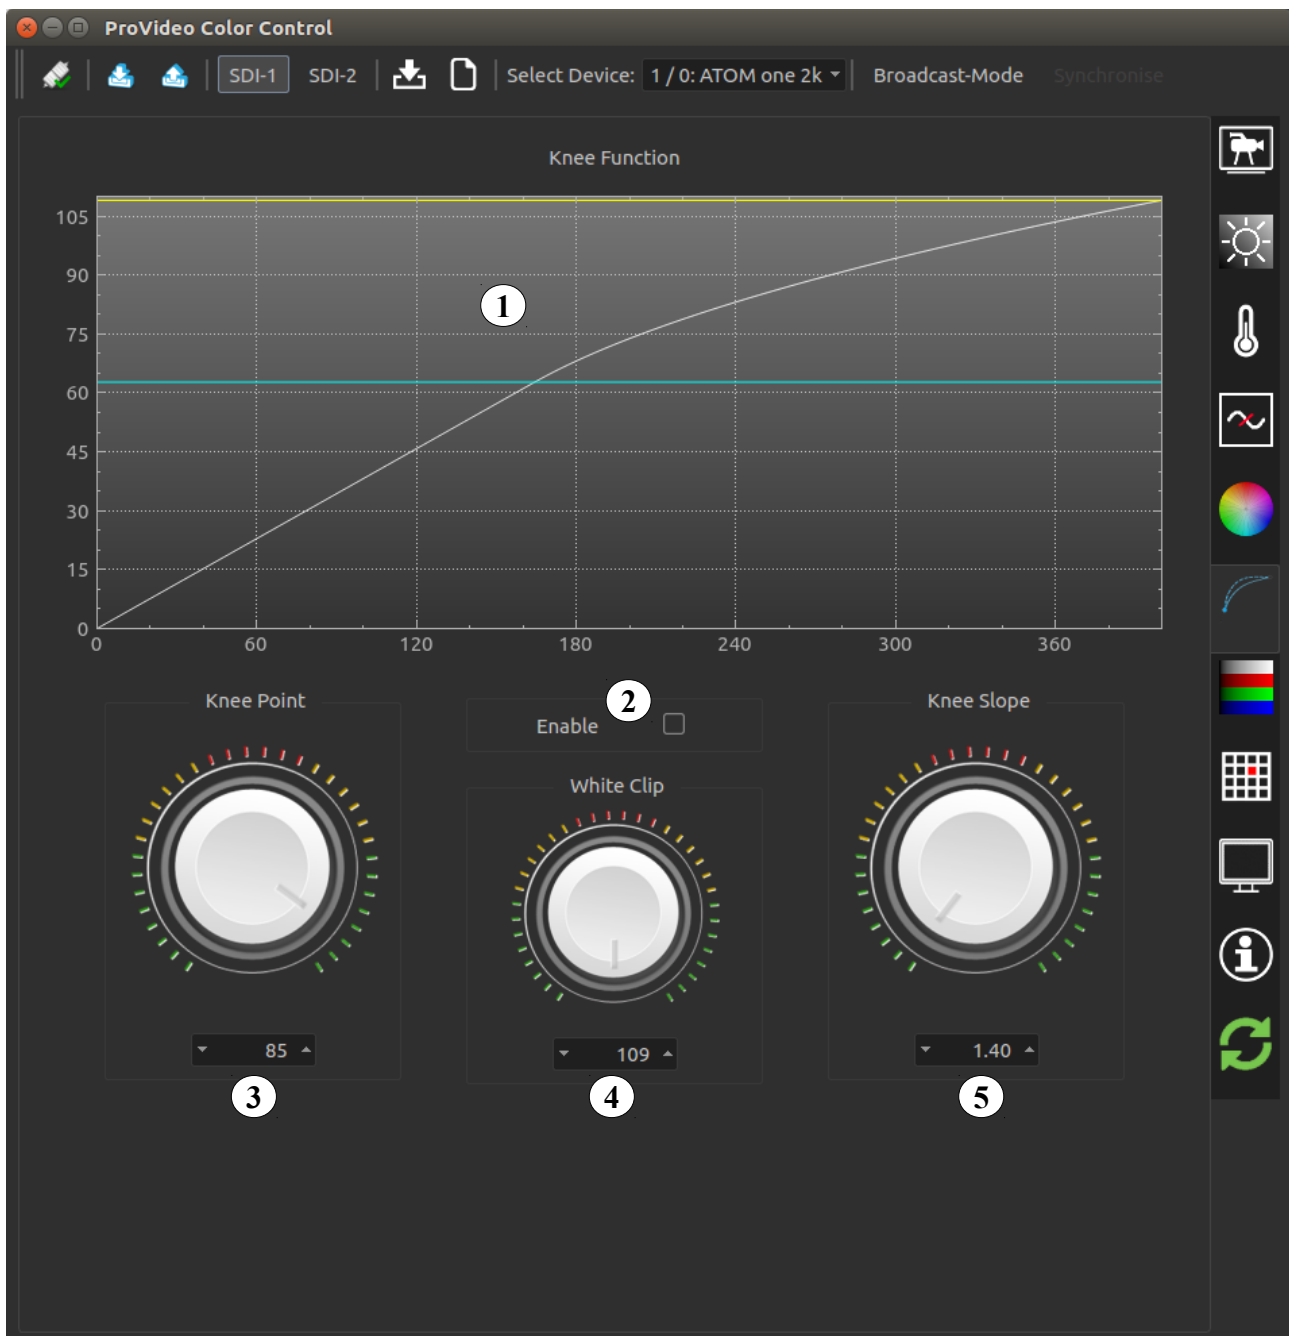 ProVideo Color Control
SDI-1 SDI-2 Select Device: 1 / 0: ATOM one 2k Broadcast-Mode Synchronise
Knee Function
105
90
75
60
45
30
15
0
0 60 120 180 240 300 360
1
Knee Point
2
Enable
Knee Slope
White Clip
85
109
1.40
3
4
5